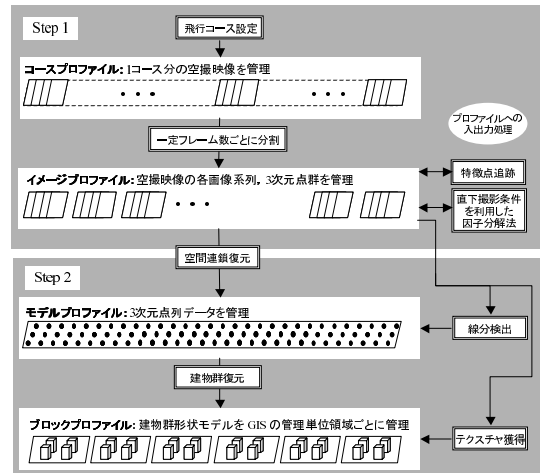 Step 1
飛行コース設定
コースプロファイル:1コース分の空撮映像を管理
プロファイルへの
入出力処理
一定フレーム数ごとに分割
イメージプロファイル:空撮映像の各画像系列,3次元点群を管理
特徴点追跡
直下撮影条件
を利用した
因子分解法
空間連鎖復元
Step 2
モデルプロファイル:3次元点列データを管理
線分検出
建物群復元
ブロックプロファイル:建物群形状モデルをGISの管理単位領域ごとに管理
テクスチャ獲得